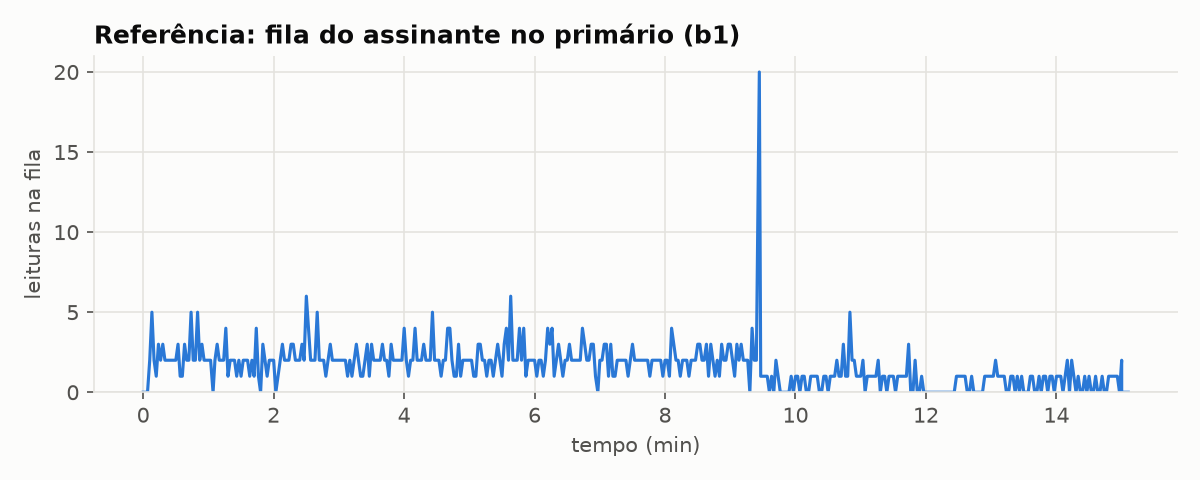 Referência: fila do assinante no primário (b1)
leituras na fila
20
15
10
5
0
0 2 4 6 8 10 12 14
tempo (min)